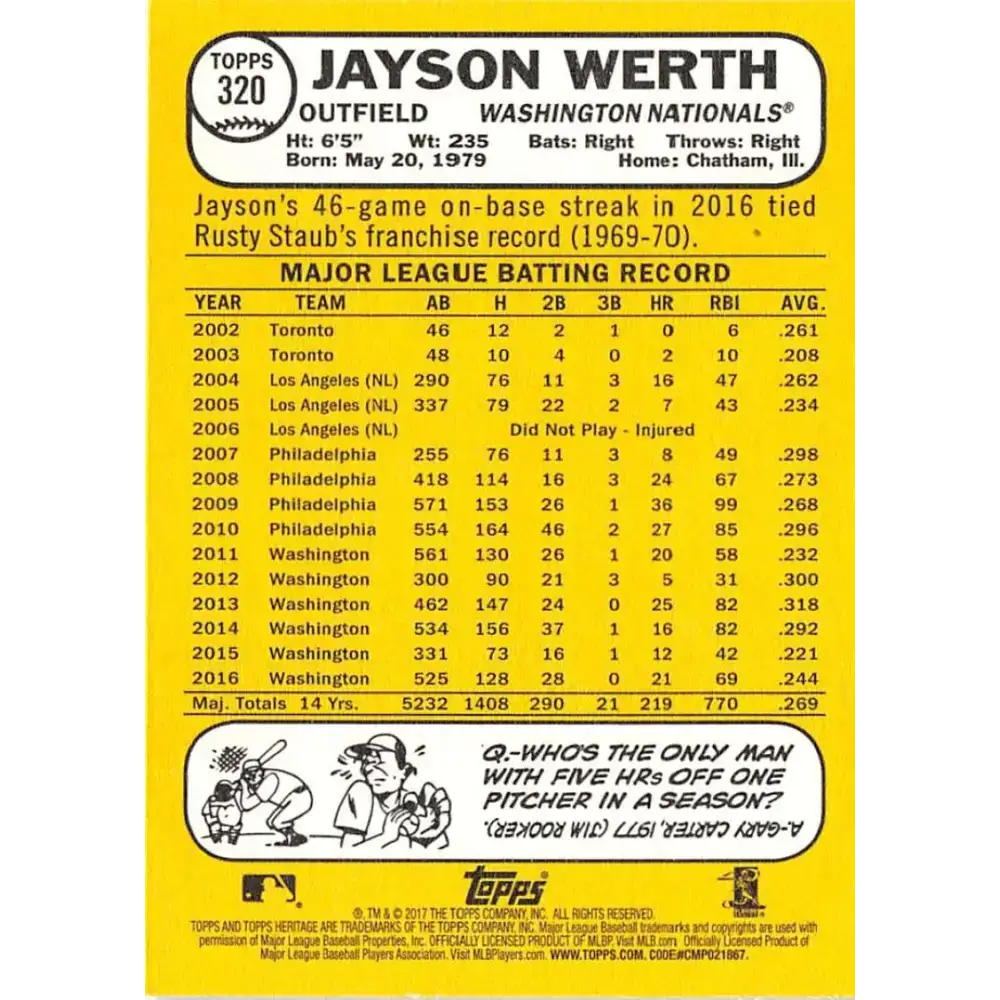 TOPPS
320
JAYSON WERTH
OUTFIELD WASHINGTON NATIONALS®
Ht: 6'5" Wt: 235 Bats: Right Throws: Right
Born: May 20, 1979 Home: Chatham, Ill.
Jayson's 46-game on-base streak in 2016 tied
Rusty Staub's franchise record (1969-70).
MAJOR LEAGUE BATTING RECORD
YEAR TEAM AB H 2B 3B HR RBI AVG.
2002 Toronto 46 12 2 1 0 6 .261
2003 Toronto 48 10 4 0 2 10 .208
2004 Los Angeles (NL) 290 76 11 3 16 47 .262
2005 Los Angeles (NL) 337 79 22 2 7 43 .234
2006 Los Angeles (NL) Did Not Play - Injured
2007 Philadelphia 255 76 11 3 8 49 .298
2008 Philadelphia 418 114 16 3 24 67 .273
2009 Philadelphia 571 153 26 1 36 99 .268
2010 Philadelphia 554 164 46 2 27 85 .296
2011 Washington 561 130 26 1 20 58 .232
2012 Washington 300 90 21 3 5 31 .300
2013 Washington 462 147 24 0 25 82 .318
2014 Washington 534 156 37 1 16 82 .292
2015 Washington 331 73 16 1 12 42 .221
2016 Washington 525 128 28 0 21 69 .244
Maj. Totals 14 Yrs. 5232 1408 290 21 219 770 .269
Q.-WHO'S THE ONLY MAN
WITH FIVE HRs OFF ONE
PITCHER IN A SEASON?
A-GARY CARTER, 1977 (JIM ROOKER).
Topps®
®, TM & © 2017 THE TOPPS COMPANY, INC. ALL RIGHTS RESERVED.
TOPPS AND TOPPS HERITAGE ARE TRADEMARKS OF THE TOPPS COMPANY, INC. Major League Baseball trademarks and copyrights are used with
permission of Major League Baseball Properties, Inc. OFFICIALLY LICENSED PRODUCT OF MLBP. Visit MLB.com Officially Licensed Product of
Major League Baseball Players Association. Visit MLBPlayers.com. WWW.TOPPS.COM. CODE#CMP021867.